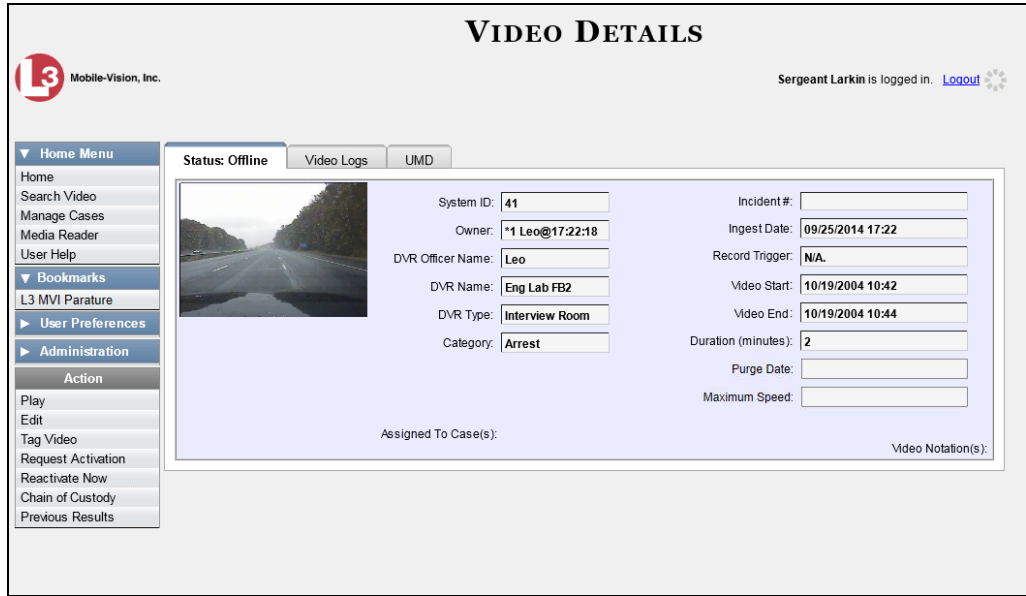 VIDEO DETAILS
L3 Mobile-Vision, Inc.
Sergeant Larkin is logged in. Logout
▼ Home Menu
Home
Search Video
Manage Cases
Media Reader
User Help
▼ Bookmarks
L3 MVI Parature
▶ User Preferences
▶ Administration
Action
Play
Edit
Tag Video
Request Activation
Reactivate Now
Chain of Custody
Previous Results
Status: Offline Video Logs UMD
System ID: 41
Owner: *1 Leo@17:22:18
DVR Officer Name: Leo
DVR Name: Eng Lab FB2
DVR Type: Interview Room
Category: Arrest
Assigned To Case(s):
Incident #:
Ingest Date: 09/25/2014 17:22
Record Trigger: N/A.
Video Start: 10/19/2004 10:42
Video End: 10/19/2004 10:44
Duration (minutes): 2
Purge Date:
Maximum Speed:
Video Notation(s):